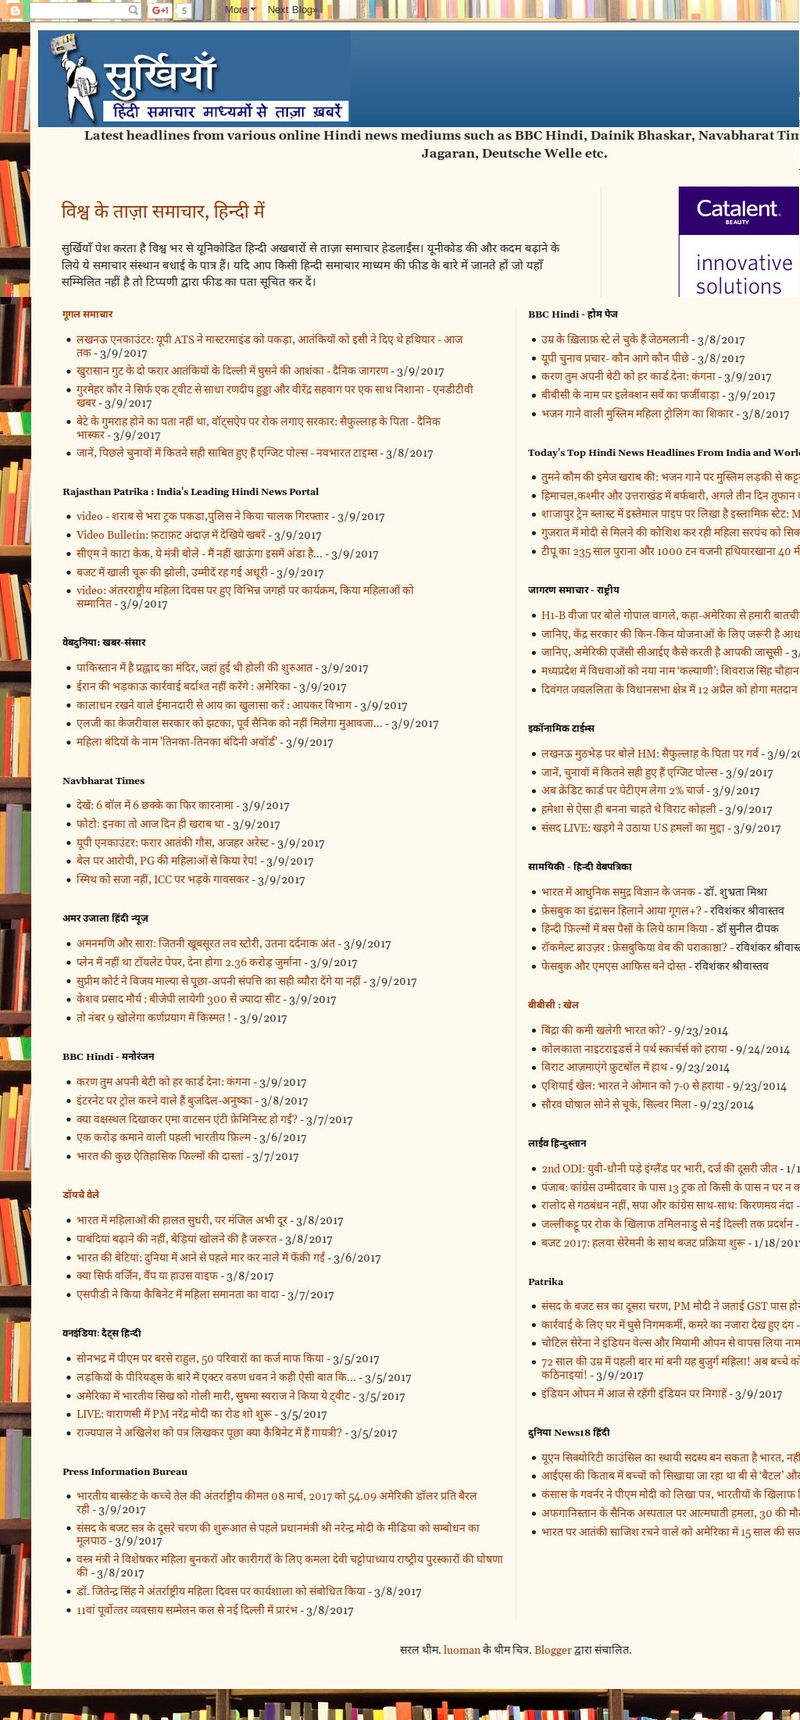 5
More
Next Blog»
सुर्खियाँ
हिंदी समाचार माध्यमों से ताज़ा ख़बरें
Latest headlines from various online Hindi news mediums such as BBC Hindi, Dainik Bhaskar, Navabharat Tim
Jagaran, Deutsche Welle etc.
विश्व के ताज़ा समाचार, हिन्दी में
सुर्खियाँ पेश करता है विश्व भर से यूनिकोडित हिन्दी अखबारों से ताज़ा समाचार हेडलाईंस। यूनीकोड की और कदम बढ़ाने के
लिये ये समाचार संस्थान बधाई के पात्र हैं। यदि आप किसी हिन्दी समाचार माध्यम की फीड के बारे में जानते हों जो यहाँ
सम्मिलित नहीं है तो टिप्पणी द्वारा फीड का पता सूचित कर दें।
Catalent.
BEAUTY
innovative
solutions
गूगल समाचार
लखनऊ एनकाउंटर: यूपी ATS ने मास्टरमाइंड को पकड़ा, आतंकियों को इसी ने दिए थे हथियार - आज
तक - 3/9/2017
खुरासान गुट के दो फरार आतंकियों के दिल्ली में घुसने की आशंका - दैनिक जागरण - 3/9/2017
गुरमेहर कौर ने सिर्फ एक ट्वीट से साधा रणदीप हुड्डा और वीरेंद्र सहवाग पर एक साथ निशाना - एनडीटीवी
खबर - 3/9/2017
बेटे के गुमराह होने का पता नहीं था, वॉट्सऐप पर रोक लगाए सरकार: सैफुल्लाह के पिता - दैनिक
भास्कर - 3/9/2017
जानें, पिछले चुनावों में कितने सही साबित हुए हैं एग्जिट पोल्स - नवभारत टाइम्स - 3/8/2017
Rajasthan Patrika : India's Leading Hindi News Portal
video - शराब से भरा ट्रक पकडा,पुलिस ने किया चालक गिरफ्तार - 3/9/2017
Video Bulletin: फ़टाफ़ट अंदाज़ में देखिये खबरें - 3/9/2017
सीएम ने काटा केक, ये मंत्री बोले - मैं नहीं खाऊंगा इसमें अंडा है... - 3/9/2017
बजट में खाली चूरू की झोली, उम्मीदें रह गई अधूरी - 3/9/2017
video: अंतरराष्ट्रीय महिला दिवस पर हुए विभिन्न जगहों पर कार्यक्रम, किया महिलाओं को
सम्मानित - 3/9/2017
वेबदुनिया: खबर-संसार
पाकिस्तान में है प्रह्लाद का मंदिर, जहां हुई थी होली की शुरुआत - 3/9/2017
ईरान की भड़काऊ कार्रवाई बर्दाश्त नहीं करेंगे : अमेरिका - 3/9/2017
कालाधन रखने वाले ईमानदारी से आय का खुलासा करें : आयकर विभाग - 3/9/2017
एलजी का केजरीवाल सरकार को झटका, पूर्व सैनिक को नहीं मिलेगा मुआवजा... - 3/9/2017
महिला बंदियों के नाम 'तिनका-तिनका बंदिनी अवॉर्ड' - 3/9/2017
Navbharat Times
देखें: 6 बॉल में 6 छक्के का फिर कारनामा - 3/9/2017
फोटो: इनका तो आज दिन ही खराब था - 3/9/2017
यूपी एनकाउंटर: फरार आतंकी गौस, अजहर अरेस्ट - 3/9/2017
बेल पर आरोपी, PG की महिलाओं से किया रेप! - 3/9/2017
स्मिथ को सजा नहीं, ICC पर भड़के गावसकर - 3/9/2017
अमर उजाला हिंदी न्यूज़
अमनमणि और सारा: जितनी खूबसूरत लव स्टोरी, उतना दर्दनाक अंत - 3/9/2017
प्लेन में नहीं था टॉयलेट पेपर, देना होगा 2.36 करोड़ जुर्माना - 3/9/2017
सुप्रीम कोर्ट ने विजय माल्या से पूछा-अपनी संपत्ति का सही ब्यौरा देंगे या नहीं - 3/9/2017
केशव प्रसाद मौर्य : बीजेपी लायेगी 300 से ज्यादा सीट - 3/9/2017
तो नंबर 9 खोलेगा कर्णप्रयाग में किस्मत ! - 3/9/2017
BBC Hindi - मनोरंजन
करण तुम अपनी बेटी को हर कार्ड देना: कंगना - 3/9/2017
इंटरनेट पर ट्रोल करने वाले हैं बुजदिल-अनुष्का - 3/8/2017
क्या वक्षस्थल दिखाकर एमा वाटसन एंटी फ़ेमिनिस्ट हो गईं? - 3/7/2017
एक करोड़ कमाने वाली पहली भारतीय फ़िल्म - 3/6/2017
भारत की कुछ ऐतिहासिक फिल्मों की दास्तां - 3/7/2017
डॉयचे वेले
भारत में महिलाओं की हालत सुधरी, पर मंजिल अभी दूर - 3/8/2017
पाबंदियां बढ़ाने की नहीं, बेड़ियां खोलने की है जरूरत - 3/8/2017
भारत की बेटियां: दुनिया में आने से पहले मार कर नाले में फेंकी गईं - 3/6/2017
क्या सिर्फ वर्जिन, वैंप या हाउस वाइफ - 3/8/2017
एसपीडी ने किया कैबिनेट में महिला समानता का वादा - 3/7/2017
वनइंडिया: दैट्स हिन्दी
सोनभद्र में पीएम पर बरसे राहुल, 50 परिवारों का कर्ज माफ किया - 3/5/2017
लड़कियों के पीरियड्स के बारे में एक्टर वरुण धवन ने कही ऐसी बात कि... - 3/5/2017
अमेरिका में भारतीय सिख को गोली मारी, सुषमा स्वराज ने किया ये ट्वीट - 3/5/2017
LIVE: वाराणसी में PM नरेंद्र मोदी का रोड शो शुरू - 3/5/2017
राज्यपाल ने अखिलेश को पत्र लिखकर पूछा क्या कैबिनेट में हैं गायत्री? - 3/5/2017
Press Information Bureau
भारतीय बास्केट के कच्चे तेल की अंतर्राष्ट्रीय कीमत 08 मार्च, 2017 को 54.09 अमेरिकी डॉलर प्रति बैरल
रही - 3/9/2017
संसद के बजट सत्र के दूसरे चरण की शुरूआत से पहले प्रधानमंत्री श्री नरेन्द्र मोदी के मीडिया को सम्बोधन का
मूलपाठ - 3/9/2017
वस्त्र मंत्री ने विशेषकर महिला बुनकरों और कारीगरों के लिए कमला देवी चट्टोपाध्याय राष्ट्रीय पुरस्कारों की घोषणा
की - 3/8/2017
डॉ. जितेन्द्र सिंह ने अंतर्राष्ट्रीय महिला दिवस पर कार्यशाला को संबोधित किया - 3/8/2017
11वां पूर्वोत्तर व्यवसाय सम्मेलन कल से नई दिल्ली में प्रारंभ - 3/8/2017
BBC Hindi - होम पेज
उम्र के ख़िलाफ़ स्टे ले चुके हैं जेठमलानी - 3/8/2017
यूपी चुनाव प्रचार- कौन आगे कौन पीछे - 3/8/2017
करण तुम अपनी बेटी को हर कार्ड देना: कंगना - 3/9/2017
बीबीसी के नाम पर इलेक्शन सर्वे का फर्जीवाड़ा - 3/9/2017
भजन गाने वाली मुस्लिम महिला ट्रोलिंग का शिकार - 3/8/2017
Today's Top Hindi News Headlines From India and Worl
तुमने कौम की इमेज खराब की: भजन गाने पर मुस्लिम लड़की से कट्ट
हिमाचल,कश्मीर और उत्तराखंड में बर्फबारी, अगले तीन दिन तूफान
शाजापुर ट्रेन ब्लास्ट में इस्तेमाल पाइप पर लिखा है इस्लामिक स्टेट:
गुजरात में मोदी से मिलने की कोशिश कर रही महिला सरपंच को
टीपू का 235 साल पुराना और 1000 टन वजनी हथियारखाना 40
जागरण समाचार - राष्ट्रीय
H1-B वीजा पर बोले गोपाल वागले, कहा-अमेरिका से हमारी
जानिए, केंद्र सरकार की किन-किन योजनाओं के लिए जरूरी है
जानिए, अमेरिकी एजेंसी सीआईए कैसे करती है आपकी जासूसी - 3/
मध्यप्रदेश में विधवाओं को नया नाम 'कल्याणी': शिवराज सिंह चौहान
दिवंगत जयललिता के विधानसभा क्षेत्र में 12 अप्रैल को होगा मतदान
इकॉनामिक टाईम्स
लखनऊ मुठभेड़ पर बोले HM: सैफुल्लाह के पिता पर गर्व - 3/9/20
जानें, चुनावों में कितने सही हुए हैं एग्जिट पोल्स - 3/9/2017
अब क्रेडिट कार्ड पर पेटीएम लेगा 2% चार्ज - 3/9/2017
हमेशा से ऐसा ही बनना चाहते थे विराट कोहली - 3/9/2017
संसद LIVE: खड़गे ने उठाया US हमलों का मुद्दा - 3/9/2017
सामयिकी - हिन्दी वेबपत्रिका
भारत में आधुनिक समुद्र विज्ञान के जनक - डॉ. शुभ्रता मिश्रा
फ़ेसबुक का इंद्रासन हिलाने आया गूगल+? - रविशंकर श्रीवास्तव
हिन्दी फ़िल्मों में बस पैसों के लिये काम किया - डॉ सुनील दीपक
रॉकमेल्ट ब्राउज़र : फ़ेसबुकिया वेब की पराकाष्ठा? - रविशंकर
फेसबुक और एमएस आफिस बने दोस्त - रविशंकर श्रीवास्तव
बीबीसी : खेल
बिंद्रा की कमी खलेगी भारत को? - 9/23/2014
कोलकाता नाइटराइडर्स ने पर्थ स्कार्चर्स को हराया - 9/24/2014
विराट आज़माएंगे फ़ुटबॉल में हाथ - 9/23/2014
एशियाई खेल: भारत ने ओमान को 7-0 से हराया - 9/23/2014
सौरव घोषाल सोने से चूके, सिल्वर मिला - 9/23/2014
लाईव हिन्दुस्तान
2nd ODI: युवी-धौनी पड़े इंग्लैंड पर भारी, दर्ज की दूसरी जीत - 1/1
पंजाब: कांग्रेस उम्मीदवार के पास 13 ट्रक तो किसी के पास न घर न
रालोद से गठबंधन नहीं, सपा और कांग्रेस साथ-साथ: किरणमय नंदा -
जल्लीकट्टू पर रोक के खिलाफ तमिलनाडु से नई दिल्ली तक प्रदर्शन -
बजट 2017: हलवा सेरेमनी के साथ बजट प्रक्रिया शुरू - 1/18/2017
Patrika
संसद के बजट सत्र का दूसरा चरण, PM मोदी ने जताई GST पास
कार्रवाई के लिए घर में घुसे निगमकर्मी, कमरे का नजारा देख हुए दंग -
चोटिल सेरेना ने इंडियन वेल्स और मियामी ओपन से वापस लिया नाम
72 साल की उम्र में पहली बार मां बनी यह बुजुर्ग महिला! अब बच्चे
कठिनाइयां! - 3/9/2017
इंडियन ओपन में आज से रहेंगी इंडियन पर निगाहें - 3/9/2017
दुनिया News18 हिंदी
यूएन सिक्योरिटी काउंसिल का स्थायी सदस्य बन सकता है भारत,
आईएस की किताब में बच्चों को सिखाया जा रहा था बी से 'बैटल'
कंसास के गवर्नर ने पीएम मोदी को लिखा पत्र, भारतीयों के खिलाफ
अफगानिस्तान के सैनिक अस्पताल पर आत्मघाती हमला, 30 की
भारत पर आतंकी साजिश रचने वाले को अमेरिका में 15 साल की
सरल थीम. luoman के थीम चित्र. Blogger द्वारा संचालित.